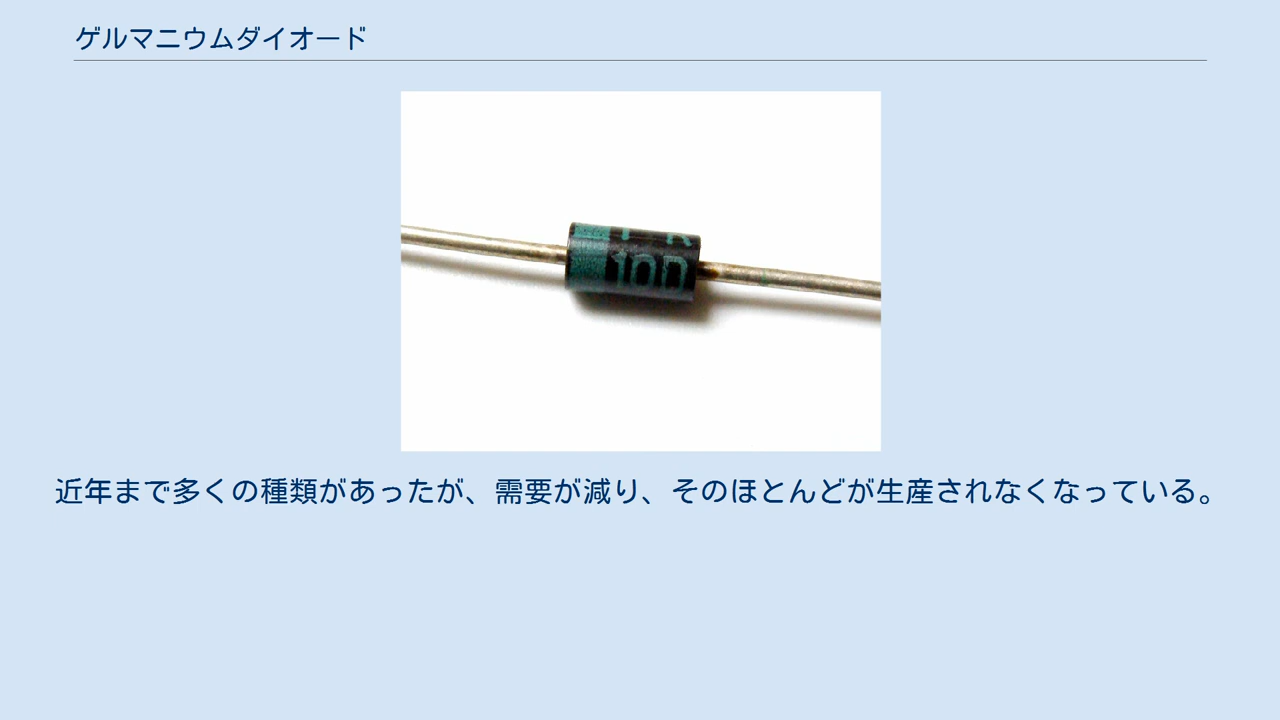 ゲルマニウムダイオード
10D
近年まで多くの種類があったが、需要が減り、そのほとんどが生産されなくなっている。